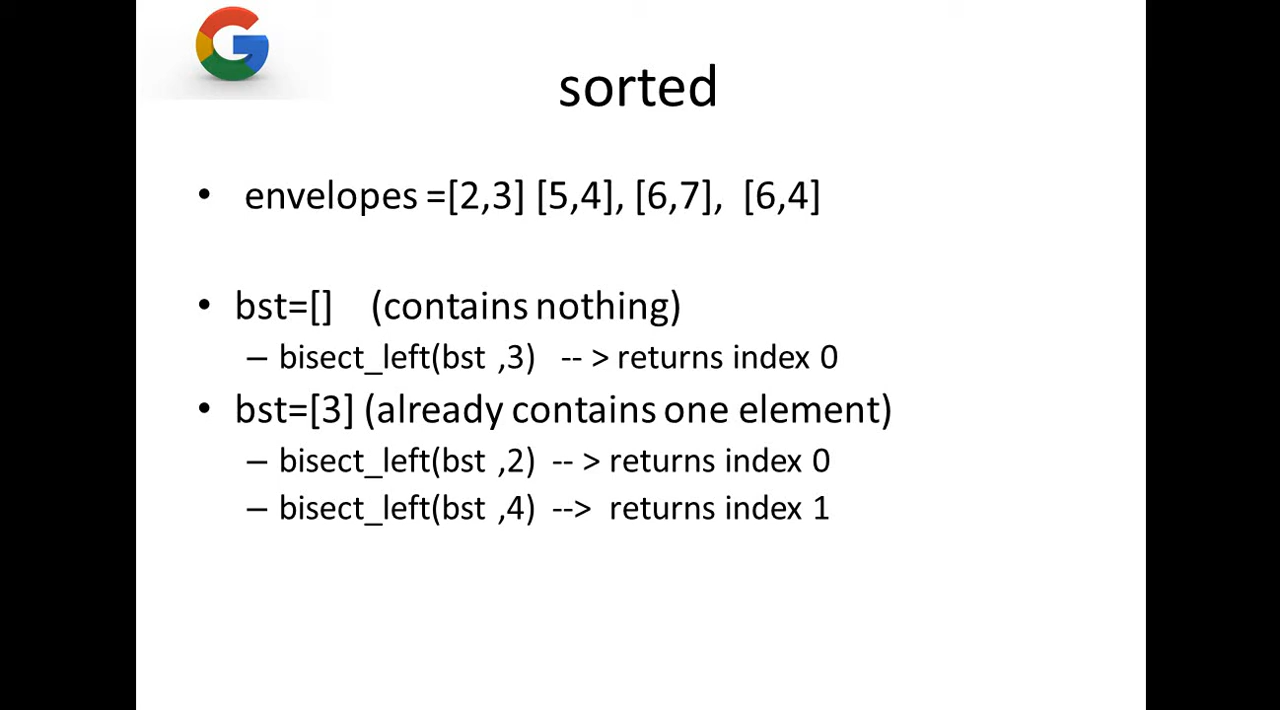 sorted
• envelopes =[2,3] [5,4], [6,7], [6,4]
• bst=[] (contains nothing)
– bisect_left(bst ,3) -- > returns index 0
• bst=[3] (already contains one element)
– bisect_left(bst ,2) -- > returns index 0
– bisect_left(bst ,4) --> returns index 1